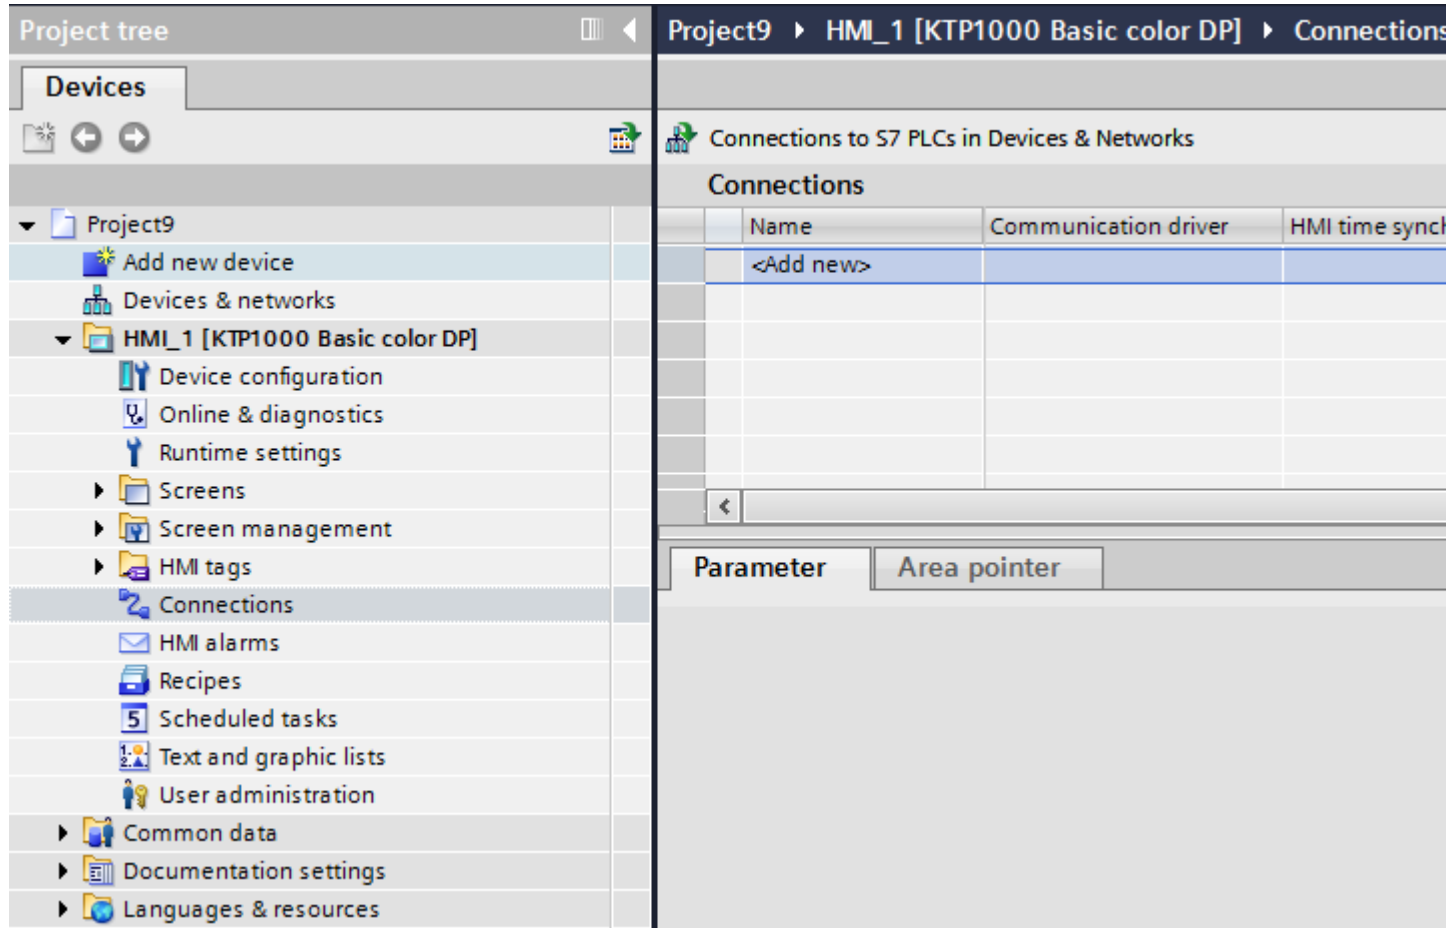 Project tree
Devices
Project9
Add new device
Devices & networks
HMI_1 [KTP1000 Basic color DP]
Device configuration
Online & diagnostics
Runtime settings
Screens
Screen management
HMI tags
Connections
HMI alarms
Recipes
Scheduled tasks
Text and graphic lists
User administration
Common data
Documentation settings
Languages & resources
Project9 HMI_1 [KTP1000 Basic color DP] Connections
Connections to S7 PLCs in Devices & Networks
Connections
Name Communication driver HMI time synch
<Add new>
Parameter Area pointer